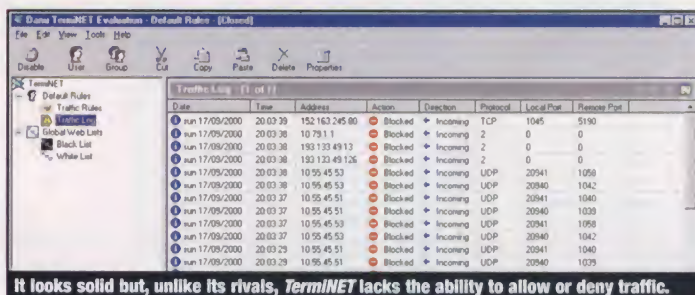 Danu TermiNET Evaluation - Default Rules - [Closed]
File Edit View Tools Help
Disable User Group Cut Copy Paste Delete Properties
TermiNET
Default Rules
Traffic Rules
Traffic Log
Global Web Lists
Black List
White List
Traffic Log (1 of 1)
Date Time Address Action Direction Protocol Local Port Remote Port
sun 17/09/2000 20:03:39 152.163.245.80 Blocked Incoming TCP 1045 5190
sun 17/09/2000 20:03:38 10.79.1.1 Blocked Incoming 2 0 0
sun 17/09/2000 20:03:38 193.133.49.13 Blocked Incoming 2 0 0
sun 17/09/2000 20:03:38 193.133.49.126 Blocked Incoming 2 0 0
sun 17/09/2000 20:03:38 10.55.45.53 Blocked Incoming UDP 20941 1058
sun 17/09/2000 20:03:38 10.55.45.53 Blocked Incoming UDP 20940 1042
sun 17/09/2000 20:03:37 10.55.45.51 Blocked Incoming UDP 20941 1040
sun 17/09/2000 20:03:37 10.55.45.51 Blocked Incoming UDP 20940 1039
sun 17/09/2000 20:03:37 10.55.45.53 Blocked Incoming UDP 20941 1058
sun 17/09/2000 20:03:37 10.55.45.53 Blocked Incoming UDP 20940 1042
sun 17/09/2000 20:03:29 10.55.45.51 Blocked Incoming UDP 20941 1040
sun 17/09/2000 20:03:29 10.55.45.51 Blocked Incoming UDP 20940 1039
It looks solid but, unlike its rivals, TermiNET lacks the ability to allow or deny traffic.